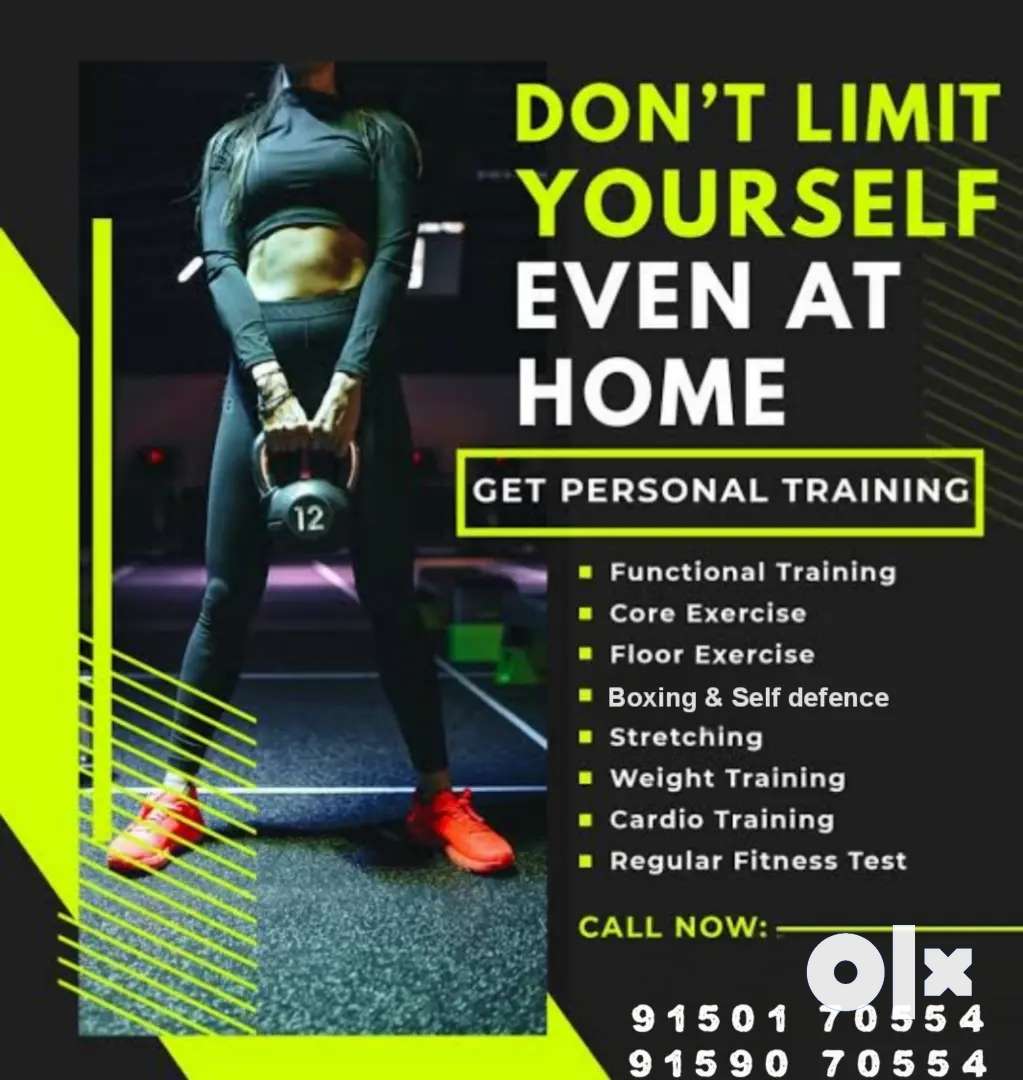 DON'T LIMIT
YOURSELF
EVEN AT
HOME
GET PERSONAL TRAINING
12
Functional Training
Core Exercise
Floor Exercise
Boxing & Self defence
Stretching
Weight Training
Cardio Training
Regular Fitness Test
CALL NOW:
olx
91501 70554
91590 70554